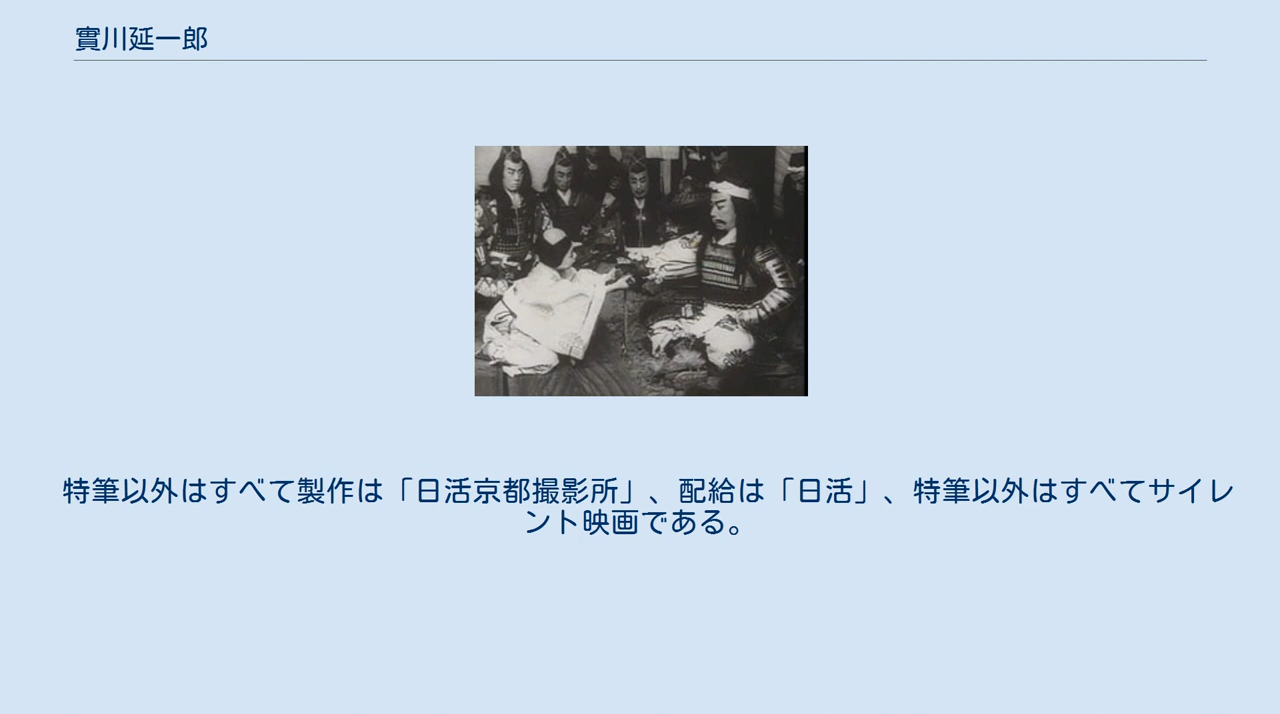 實川延一郎
特筆以外はすべて製作は「日活京都撮影所」、配給は「日活」、特筆以外はすべてサイレ
ント映画である。